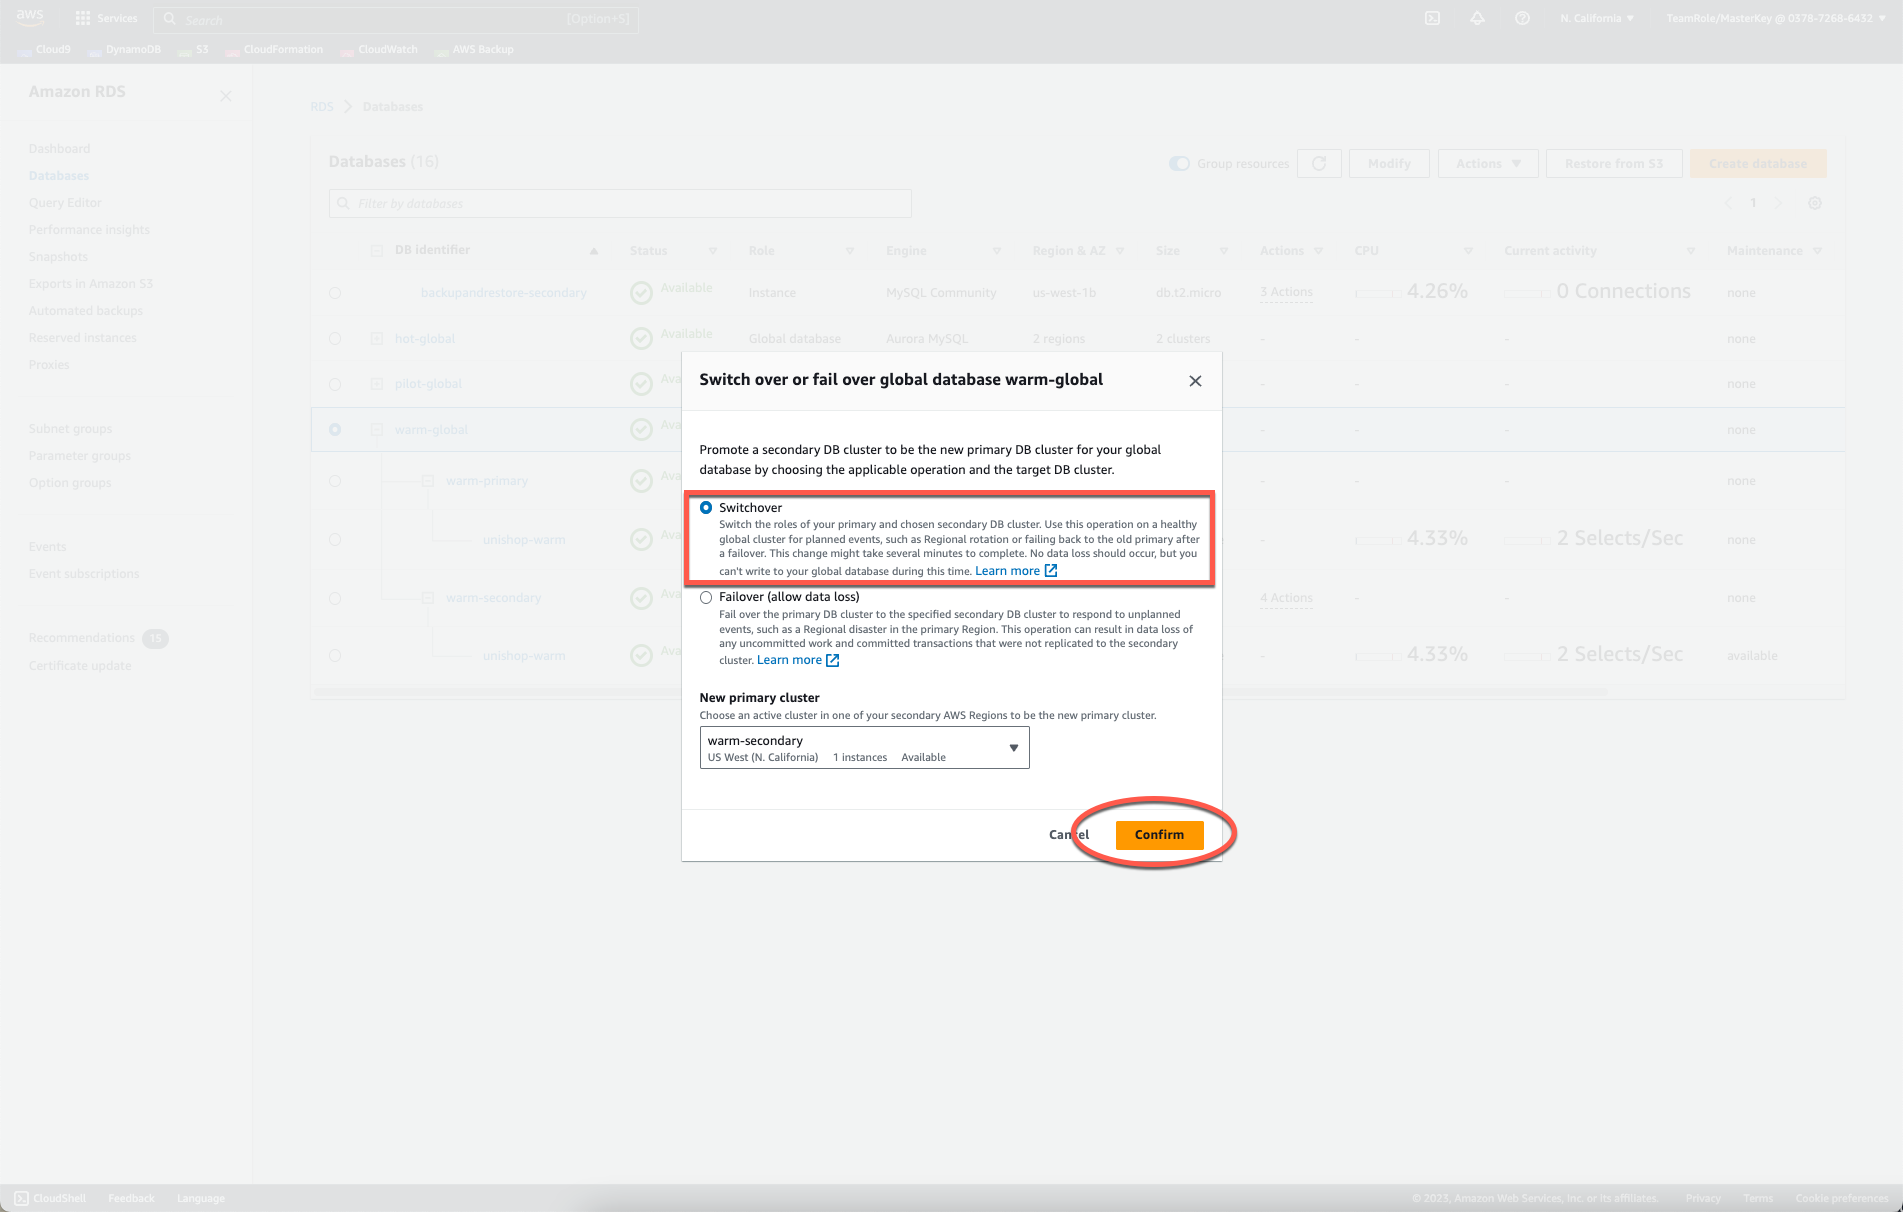 aws
Services
Search
[Option+S]
N. California
TeamRole/MasterKey @ 0378-7268-6432
Cloud9
DynamoDB
S3
CloudFormation
CloudWatch
AWS Backup
Amazon RDS
Dashboard
Databases
Query Editor
Performance insights
Snapshots
Exports in Amazon S3
Automated backups
Reserved instances
Proxies
Subnet groups
Parameter groups
Option groups
Events
Event subscriptions
Recommendations 15
Certificate update
RDS
Databases
Databases (16)
Group resources
Modify
Actions
Restore from S3
Create database
Filter by databases
1
DB identifier Status Role Engine Region & AZ Size Actions CPU Current activity Maintenance
backupandrestore-secondary Available Instance MySQL Community us-west-1b db.t2.micro 3 Actions 4.26% 0 Connections none
hot-global Available Global database Aurora MySQL 2 regions 2 clusters - - - none
pilot-global Ava - - - none
warm-global Ava - - - none
warm-primary Ava - - - none
unishop-warm Ava - 4.33% 2 Selects/Sec none
warm-secondary Ava 4 Actions - - none
unishop-warm Ava - 4.33% 2 Selects/Sec available
Switch over or fail over global database warm-global
Promote a secondary DB cluster to be the new primary DB cluster for your global
database by choosing the applicable operation and the target DB cluster.
Switchover
Switch the roles of your primary and chosen secondary DB cluster. Use this operation on a healthy
global cluster for planned events, such as Regional rotation or failing back to the old primary after
a failover. This change might take several minutes to complete. No data loss should occur, but you
can't write to your global database during this time. Learn more
Failover (allow data loss)
Fail over the primary DB cluster to the specified secondary DB cluster to respond to unplanned
events, such as a Regional disaster in the primary Region. This operation can result in data loss of
any uncommitted work and committed transactions that were not replicated to the secondary
cluster. Learn more
New primary cluster
Choose an active cluster in one of your secondary AWS Regions to be the new primary cluster.
warm-secondary
US West (N. California) 1 instances Available
Cancel
Confirm
CloudShell
Feedback
Language
© 2023, Amazon Web Services, Inc. or its affiliates.
Privacy
Terms
Cookie preferences